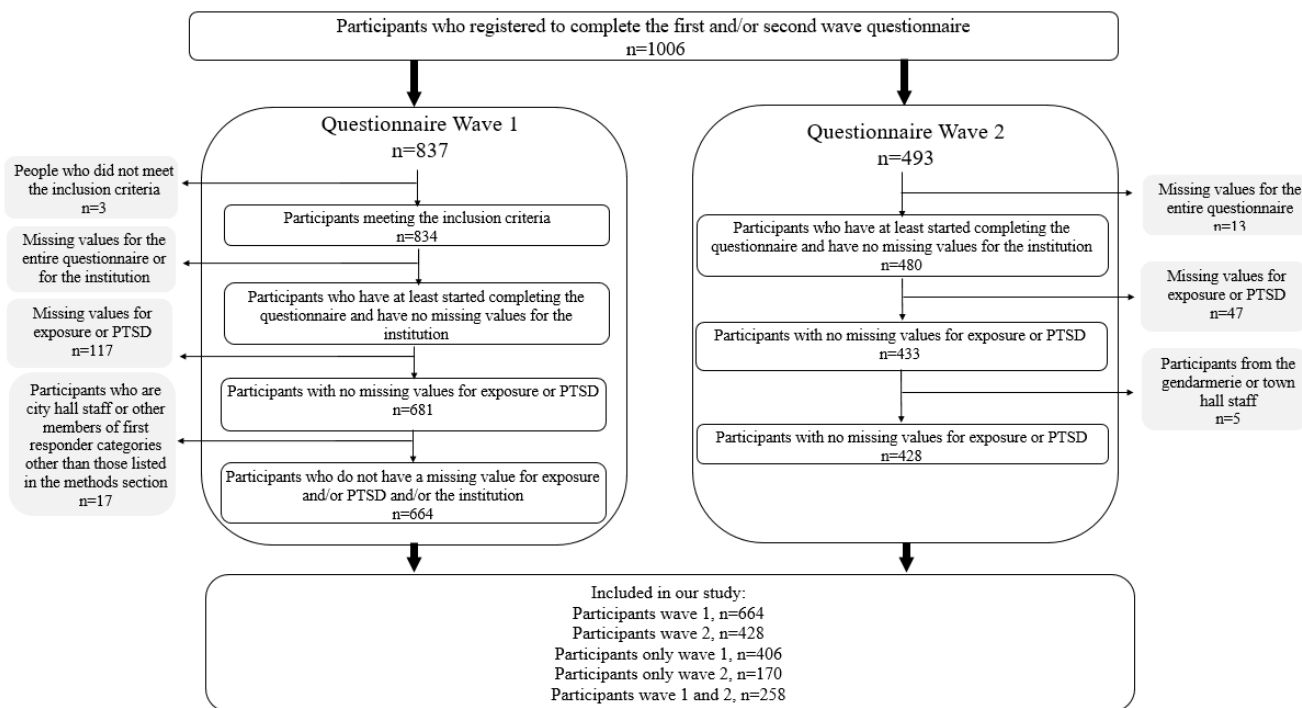 Participants who registered to complete the first and/or second wave questionnaire
n=1006
Questionnaire Wave 1
n=837
People who did not meet
the inclusion criteria
n=3
Participants meeting the inclusion criteria
n=834
Missing values for the
entire questionnaire or
for the institution
Participants who have at least started completing the
questionnaire and have no missing values for the
institution
Missing values for
exposure or PTSD
n=117
Participants with no missing values for exposure or PTSD
n=681
Participants who are
city hall staff or other
members of first
responder categories
other than those listed
in the methods section
n=17
Participants who do not have a missing value for exposure
and/or PTSD and/or the institution
n=664
Questionnaire Wave 2
n=493
Missing values for the
entire questionnaire
n=13
Participants who have at least started completing the
questionnaire and have no missing values for the institution
n=480
Missing values for
exposure or PTSD
n=47
Participants with no missing values for exposure or PTSD
n=433
Participants from the
gendarmerie or town
hall staff
n=5
Participants with no missing values for exposure or PTSD
n=428
Included in our study:
Participants wave 1, n=664
Participants wave 2, n=428
Participants only wave 1, n=406
Participants only wave 2, n=170
Participants wave 1 and 2, n=258